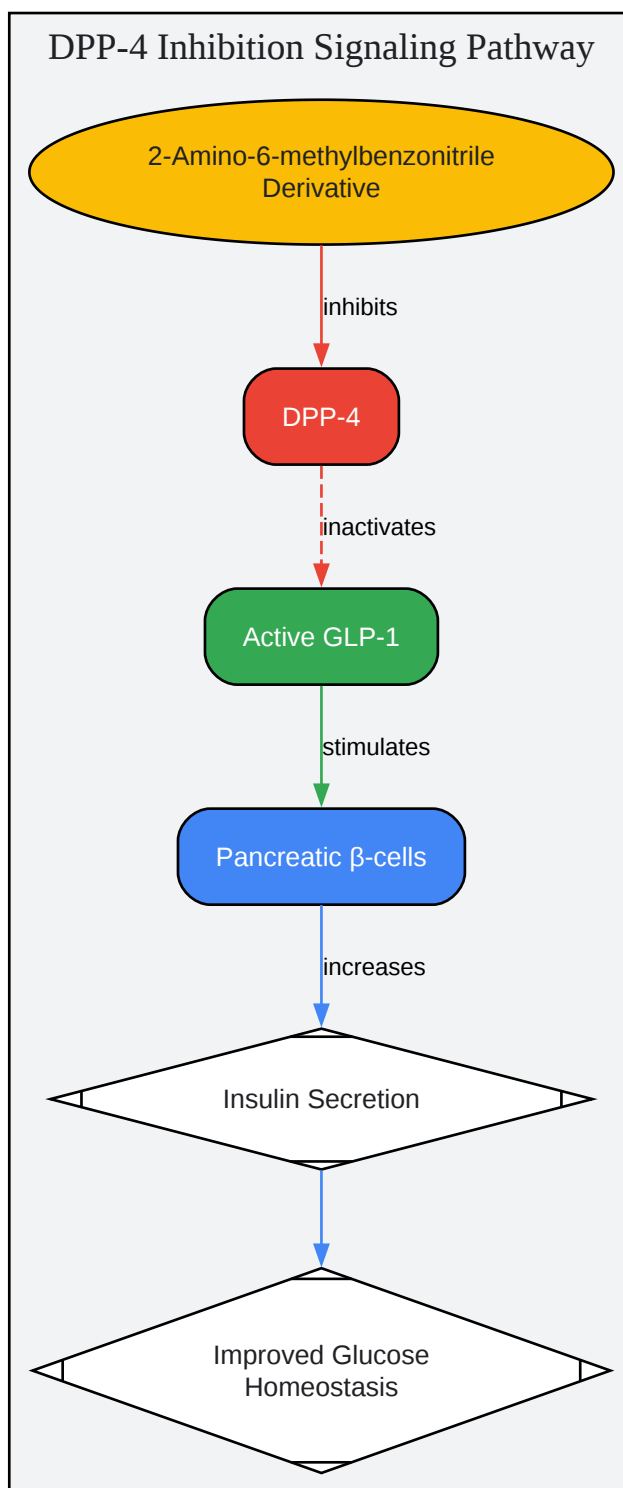 DPP-4 Inhibition Signaling Pathway
2-Amino-6-methylbenzonitrile
Derivative
inhibits
DPP-4
inactivates
Active GLP-1
stimulates
Pancreatic β-cells
increases
Insulin Secretion
Improved Glucose
Homeostasis